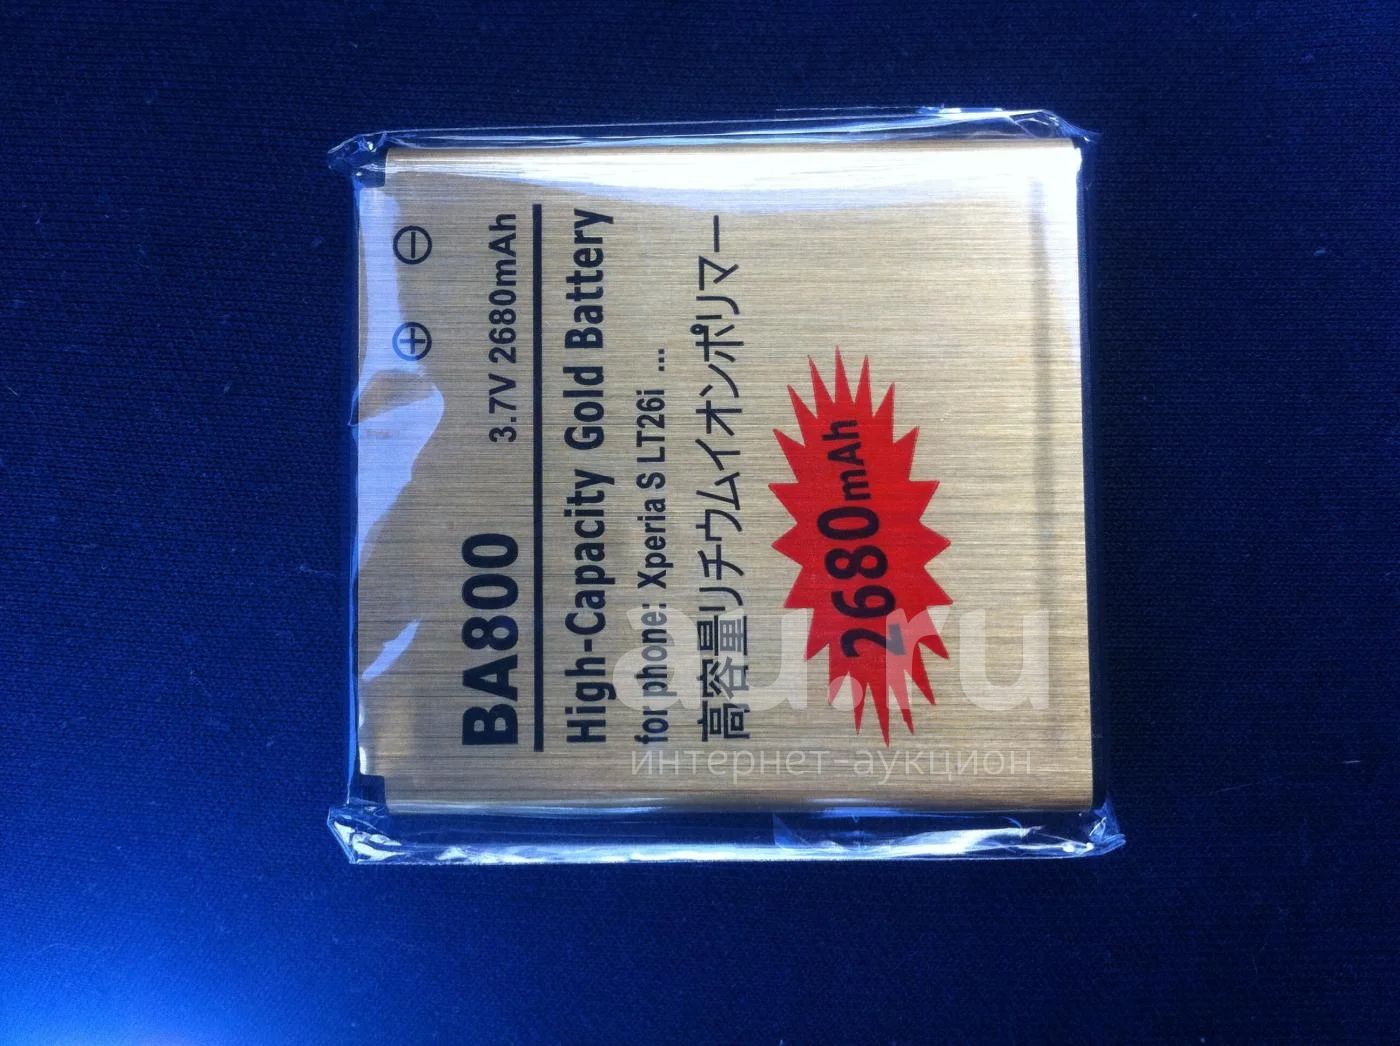 ⊕ ⊖
BA800 3.7V 2680mAh
High-Capacity Gold Battery
for phone: Xperia S LT26i ...
高容量リチウムイオンポリマー
2680mAh
au.ru
интернет-аукцион